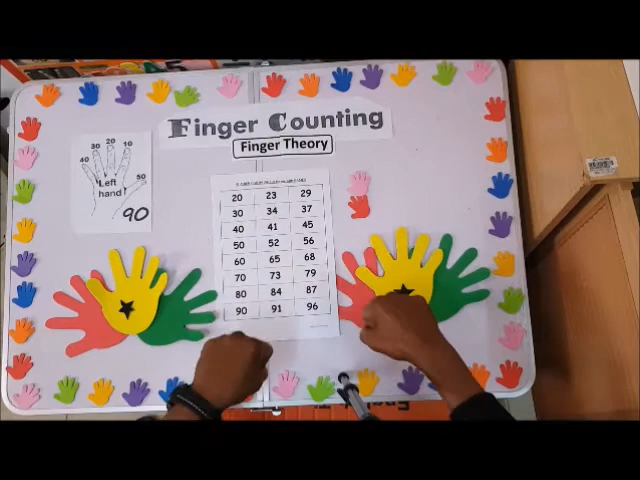 Finger Counting
Finger Theory
30 20 10
40
50
Left
hand
90
20 23 29
30 34 37
40 41 45
50 52 56
60 65 68
70 73 79
80 84 87
90 91 96